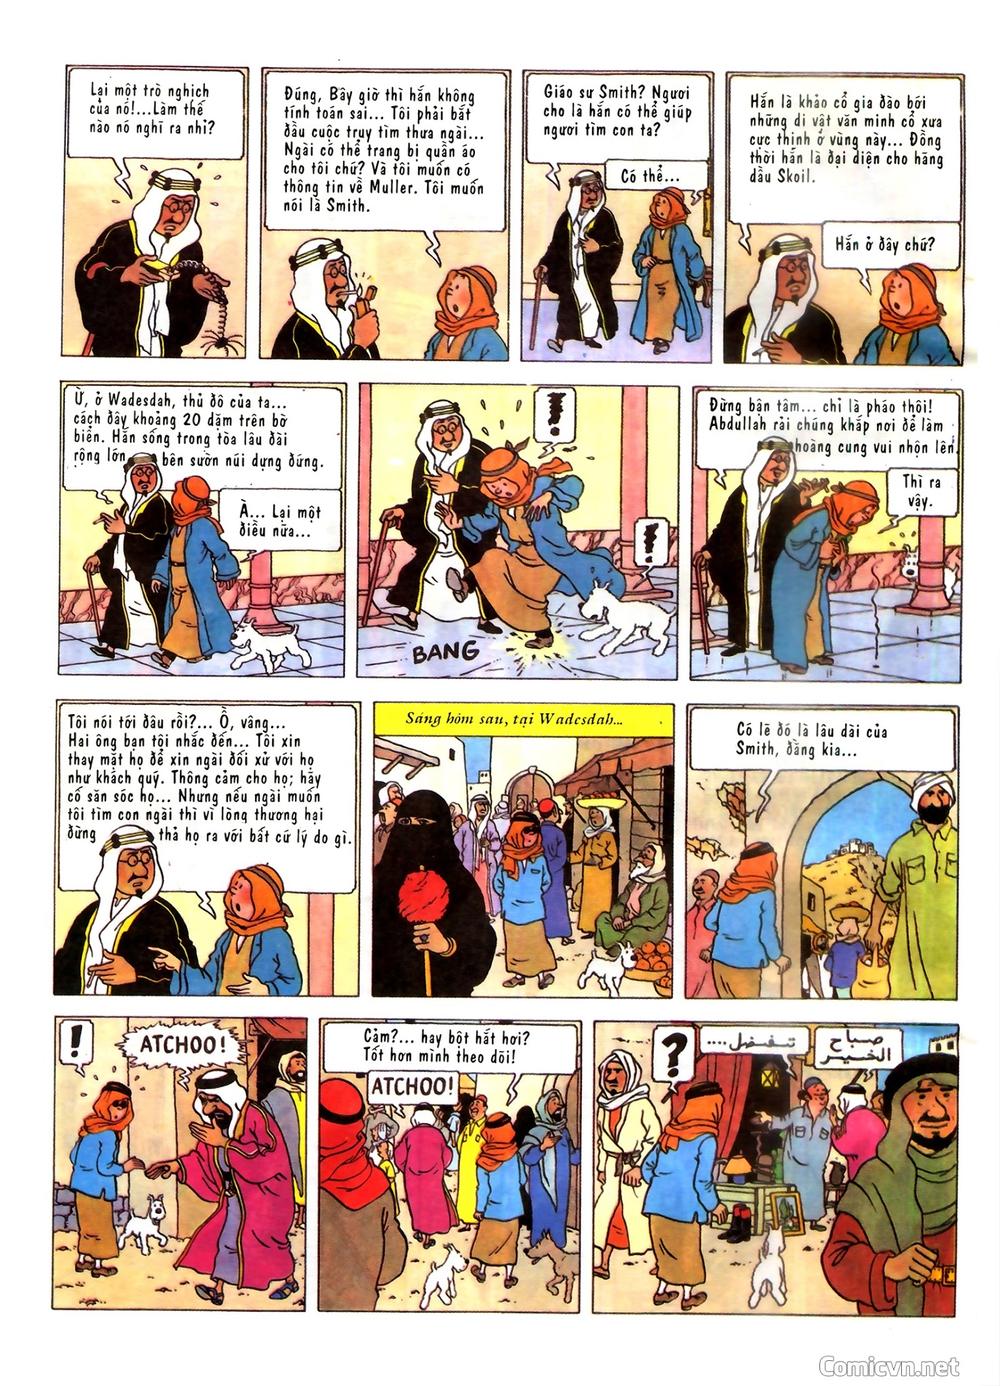 Lại một trò nghịch
của nó!...Làm thế
nào nó nghĩ ra nhỉ?
Đúng, Bây giờ thì hắn không
tính toán sai... Tôi phải bắt
đầu cuộc truy tìm thưa ngài...
Ngài có thể trang bị quần áo
cho tôi chứ? Và tôi muốn có
thông tin về Muller. Tôi muốn
nói là Smith.
Giáo sư Smith? Ngươi
cho là hắn có thể giúp
ngươi tìm con ta?
Có thể...
Hắn là khảo cổ gia đào bới
những di vật văn minh cổ xưa
cực thịnh ở vùng này... Đồng
thời hắn là đại diện cho hãng
dầu Skoil.
Hắn ở đây chứ?
Ừ, ở Wadesdah, thủ đô của ta...
cách đây khoảng 20 dặm trên bờ
biển. Hắn sống trong tòa lâu đài
rộng lớn bên sườn núi dựng đứng.
À... Lại một
điều nữa...
!
!
BANG
Đừng bận tâm... chỉ là pháo thôi!
Abdullah rải chúng khắp nơi để làm
hoàng cung vui nhộn lên.
Thì ra
vậy.
Tôi nói tới đâu rồi?... Ồ, vâng...
Hai ông bạn tôi nhắc đến... Tôi xin
thay mặt họ để xin ngài đối xử với họ
như khách quý. Thông cảm cho họ; hãy
cố săn sóc họ... Nhưng nếu ngài muốn
tôi tìm con ngài thì vì lòng thương hại
đừng thả họ ra với bất cứ lý do gì.
Sáng hôm sau, tại Wadesdah...
Có lẽ đó là lâu dài của
Smith, đằng kia...
!
ATCHOO!
Cảm?... hay bột hắt hơi?
Tốt hơn mình theo dõi!
ATCHOO!
?
تفضل ....
صباح
الخير
Comicvn.net